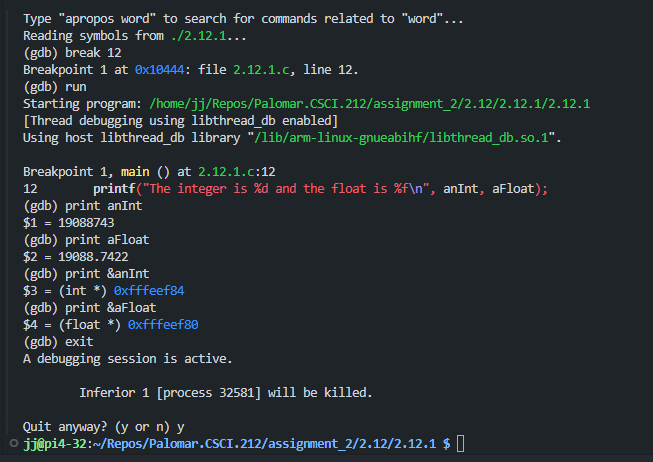 Type "apropos word" to search for commands related to "word"...
Reading symbols from ./2.12.1...
(gdb) break 12
Breakpoint 1 at 0x10444: file 2.12.1.c, line 12.
(gdb) run
Starting program: /home/jj/Repos/Palomar.CSCI.212/assignment_2/2.12/2.12.1/2.12.1
[Thread debugging using libthread_db enabled]
Using host libthread_db library "/lib/arm-linux-gnueabihf/libthread_db.so.1".
Breakpoint 1, main () at 2.12.1.c:12
12 printf("The integer is %d and the float is %f\n", anInt, aFloat);
(gdb) print anInt
$1 = 19088743
(gdb) print aFloat
$2 = 19088.7422
(gdb) print &anInt
$3 = (int *) 0xfffeef84
(gdb) print &aFloat
$4 = (float *) 0xfffeef80
(gdb) exit
A debugging session is active.
Inferior 1 [process 32581] will be killed.
Quit anyway? (y or n) y
jj@pi4-32:~/Repos/Palomar.CSCI.212/assignment_2/2.12/2.12.1 $